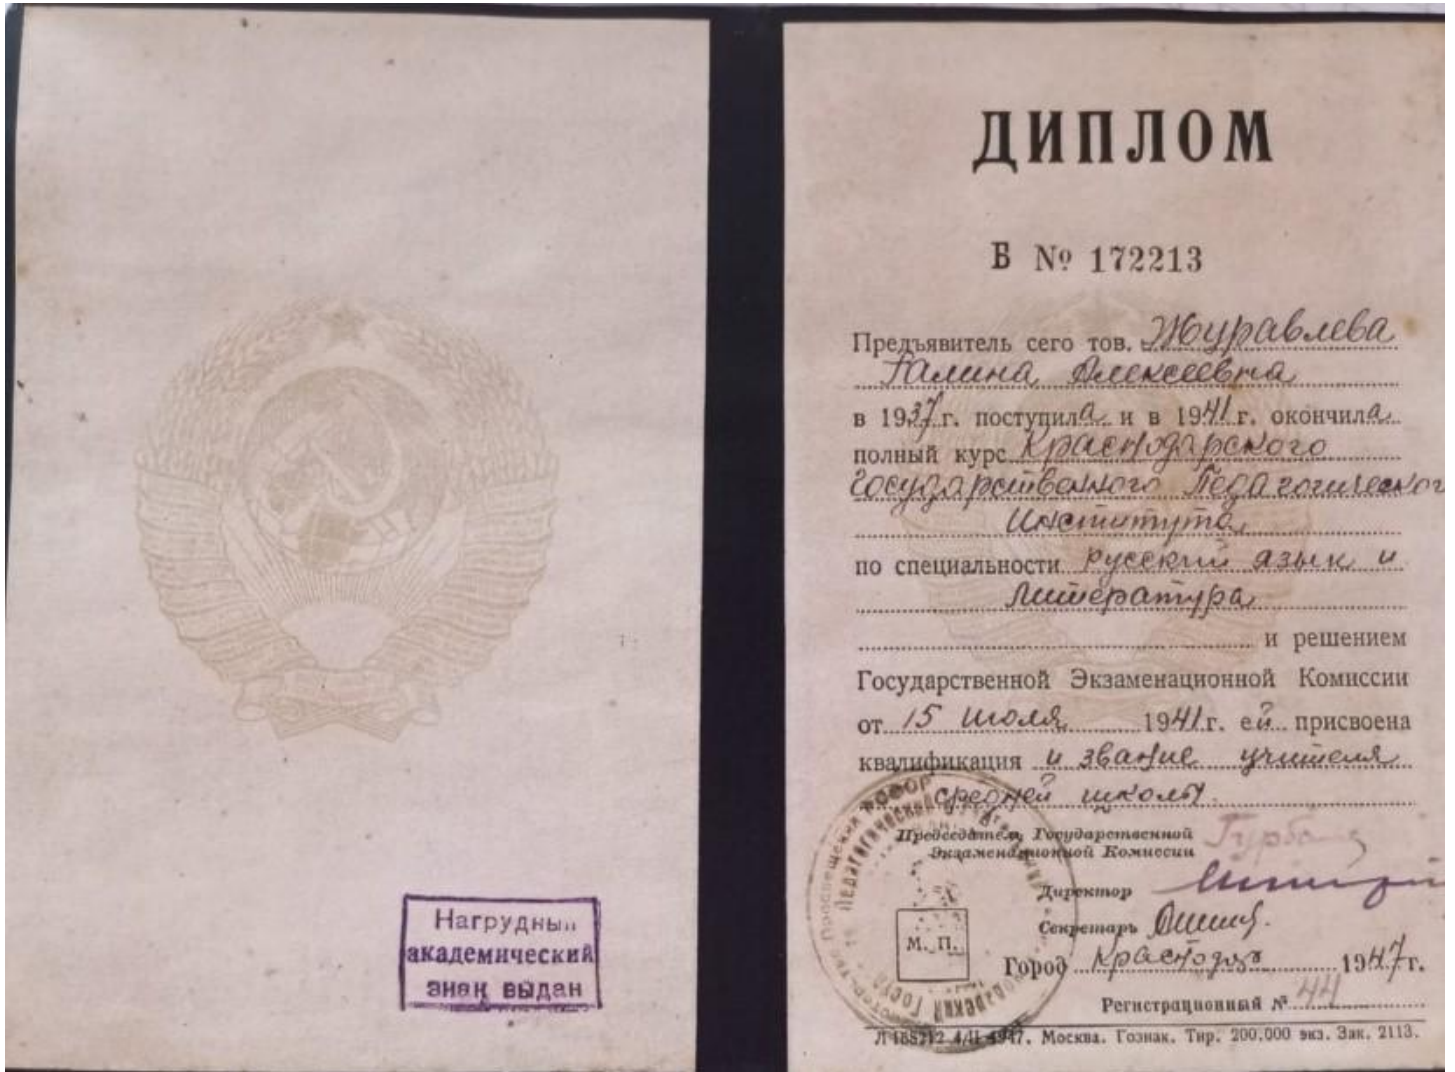 Нагрудный
академический
знак выдан
ДИПЛОМ
Б № 172213
Предъявитель сего тов. Журавлева
Галина Алексеевна
в 1937 г. поступила и в 1941 г. окончила
полный курс Краснодарского
Государственного Педагогического
Института
по специальности русский язык и
литература
и решением
Государственной Экзаменационной Комиссии
от 15 июля 1941 г. ей присвоена
квалификация и звание учителя
средней школы.
Председатель Государственной
Экзаменационной Комиссии
Директор
Секретарь
М. П.
Город Краснодар 1947 г.
Регистрационный № 44
4/II 1947. Москва. Гознак. Тир. 200.000 экз. Зак. 2113.